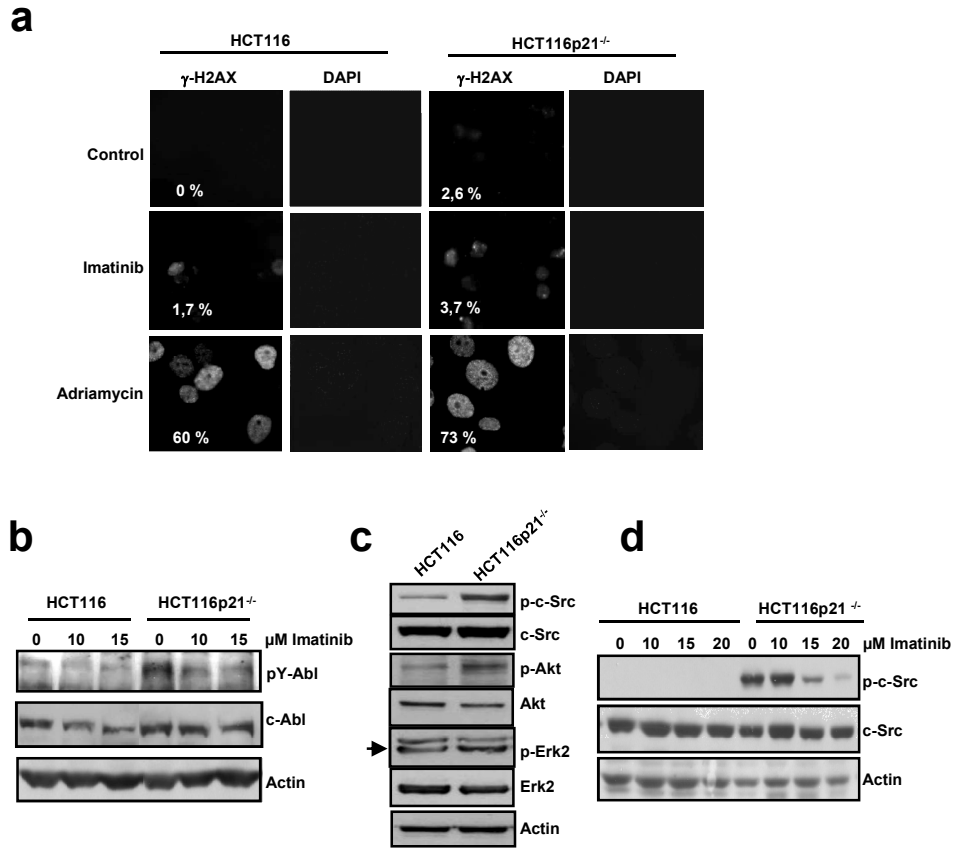 a
HCT116 HCT116p21-/-
γ-H2AX DAPI γ-H2AX DAPI
Control
0 % 2,6 %
Imatinib
1,7 % 3,7 %
Adriamycin
60 % 73 %
b
HCT116 HCT116p21-/-
0 10 15 0 10 15 µM Imatinib
pY-Abl
c-Abl
Actin
c
HCT116 HCT116p21-/-
p-c-Src
c-Src
p-Akt
Akt
p-Erk2
Erk2
Actin
d
HCT116 HCT116p21 -/-
0 10 15 20 0 10 15 20 µM Imatinib
p-c-Src
c-Src
Actin